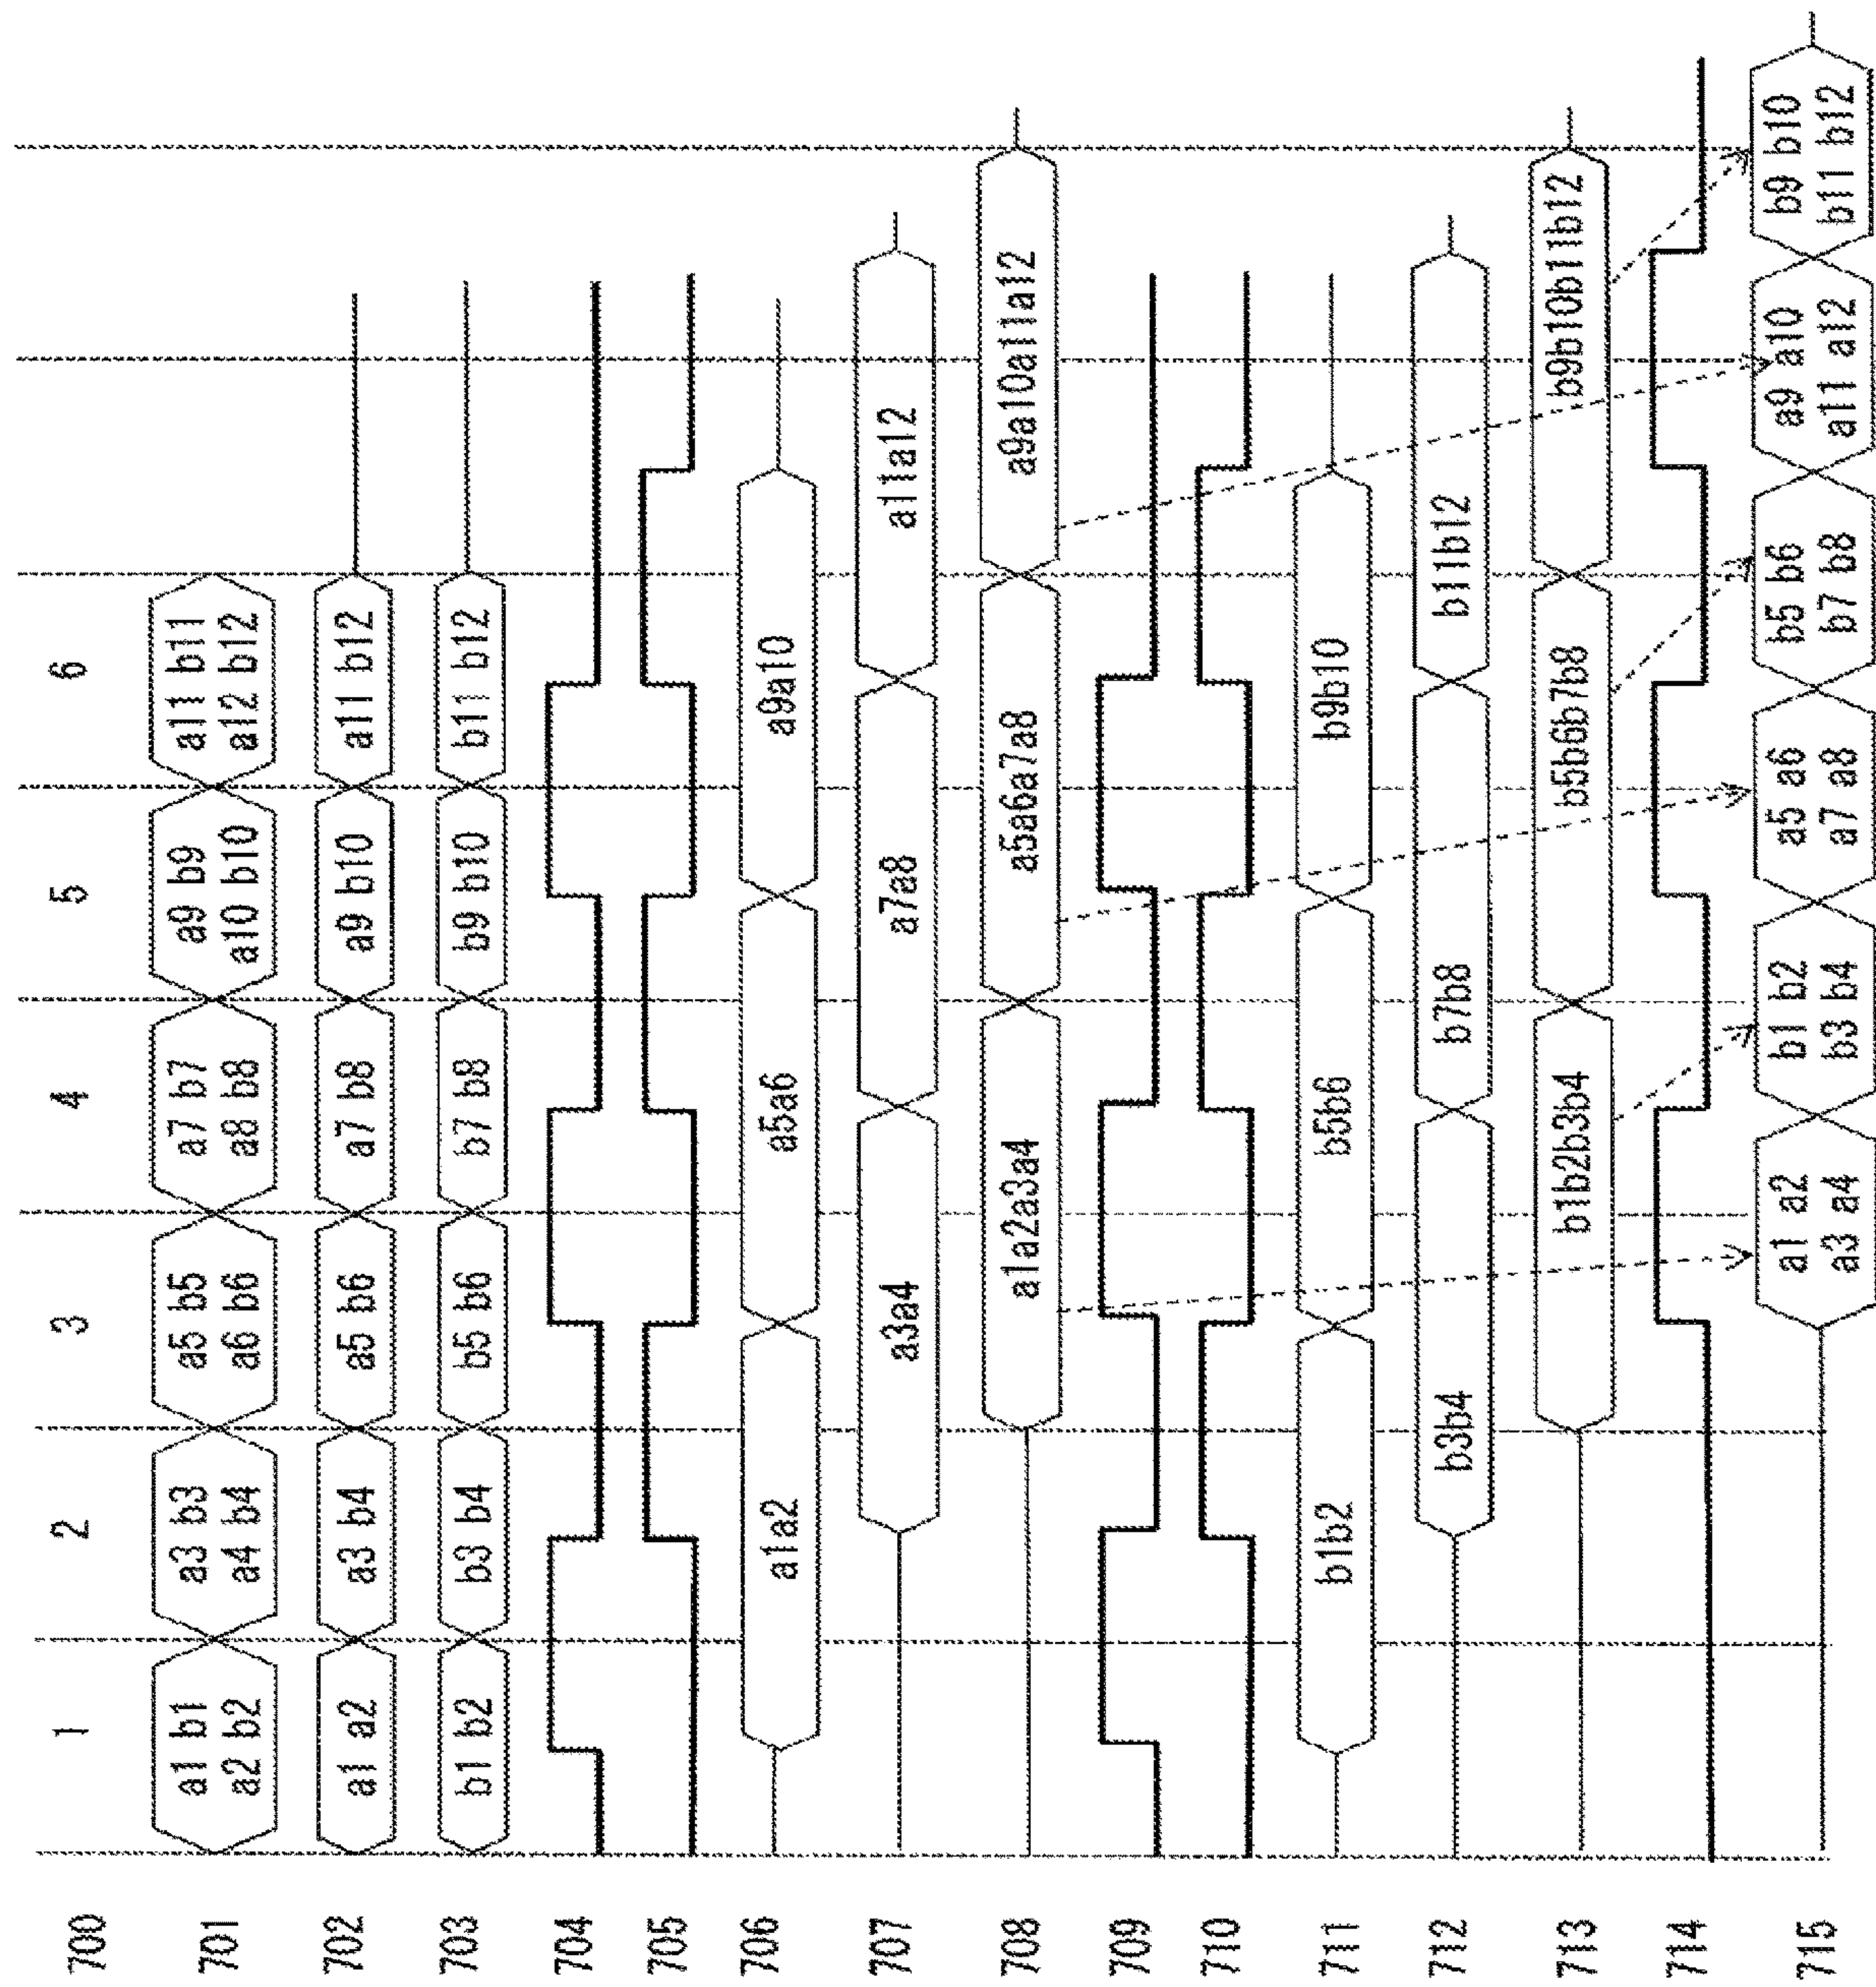 700 1 2 3 4 5 6
701 a1 b1 a3 b3 a5 b5 a7 b7 a9 b9 a11 b11
a2 b2 a4 b4 a6 b6 a8 b8 a10 b10 a12 b12
702 a1 a2 a3 b4 a5 b6 a7 b8 a9 b10 a11 b12
703 b1 b2 b3 b4 b5 b6 b7 b8 b9 b10 b11 b12
704
705
706 a1a2 a5a6 a9a10
707 a3a4 a7a8 a11a12
708 a1a2a3a4 a5a6a7a8 a9a10a11a12
709
710
711 b1b2 b5b6 b9b10
712 b3b4 b7b8 b11b12
713 b1b2b3b4 b5b6b7b8 b9b10b11b12
714
715 a1 a2 b1 b2 a5 a6 b5 b6 a9 a10 b9 b10
a3 a4 b3 b4 a7 a8 b7 b8 a11 a12 b11 b12